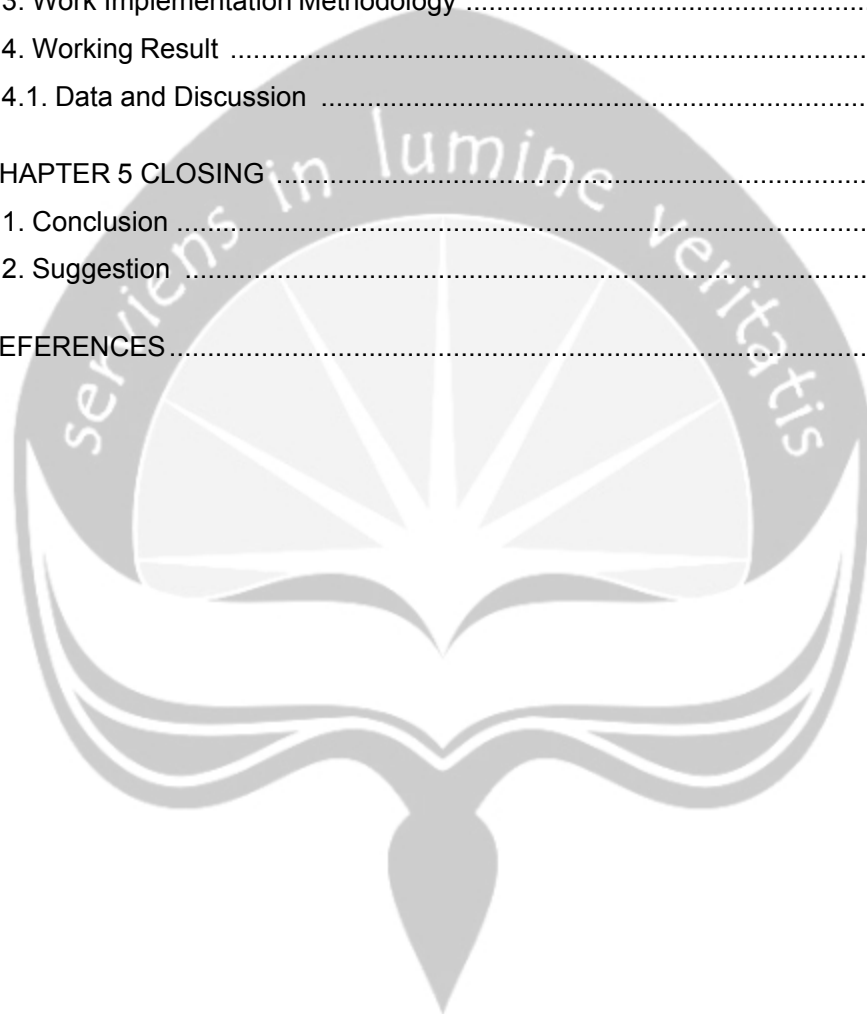 3. Work Implementation Methodology ........................................................
4. Working Result ........................................................................................
4.1. Data and Discussion ..............................................................................
HAPTER 5 CLOSING ....................................................................................
1. Conclusion ................................................................................................
2. Suggestion ...............................................................................................
EFERENCES .................................................................................................
serviens in lumine veritatis